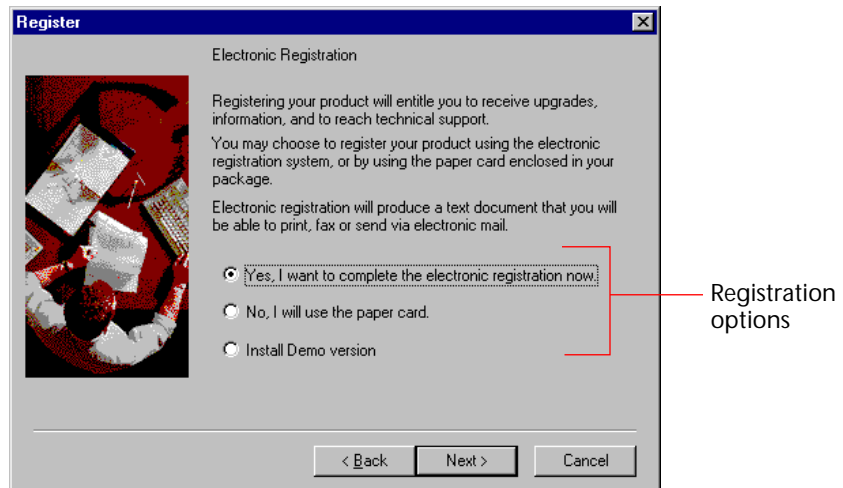 Register
Electronic Registration
Registering your product will entitle you to receive upgrades,
information, and to reach technical support.
You may choose to register your product using the electronic
registration system, or by using the paper card enclosed in your
package.
Electronic registration will produce a text document that you will
be able to print, fax or send via electronic mail.
Yes, I want to complete the electronic registration now.
No, I will use the paper card.
Install Demo version
Registration
options
< Back
Next >
Cancel